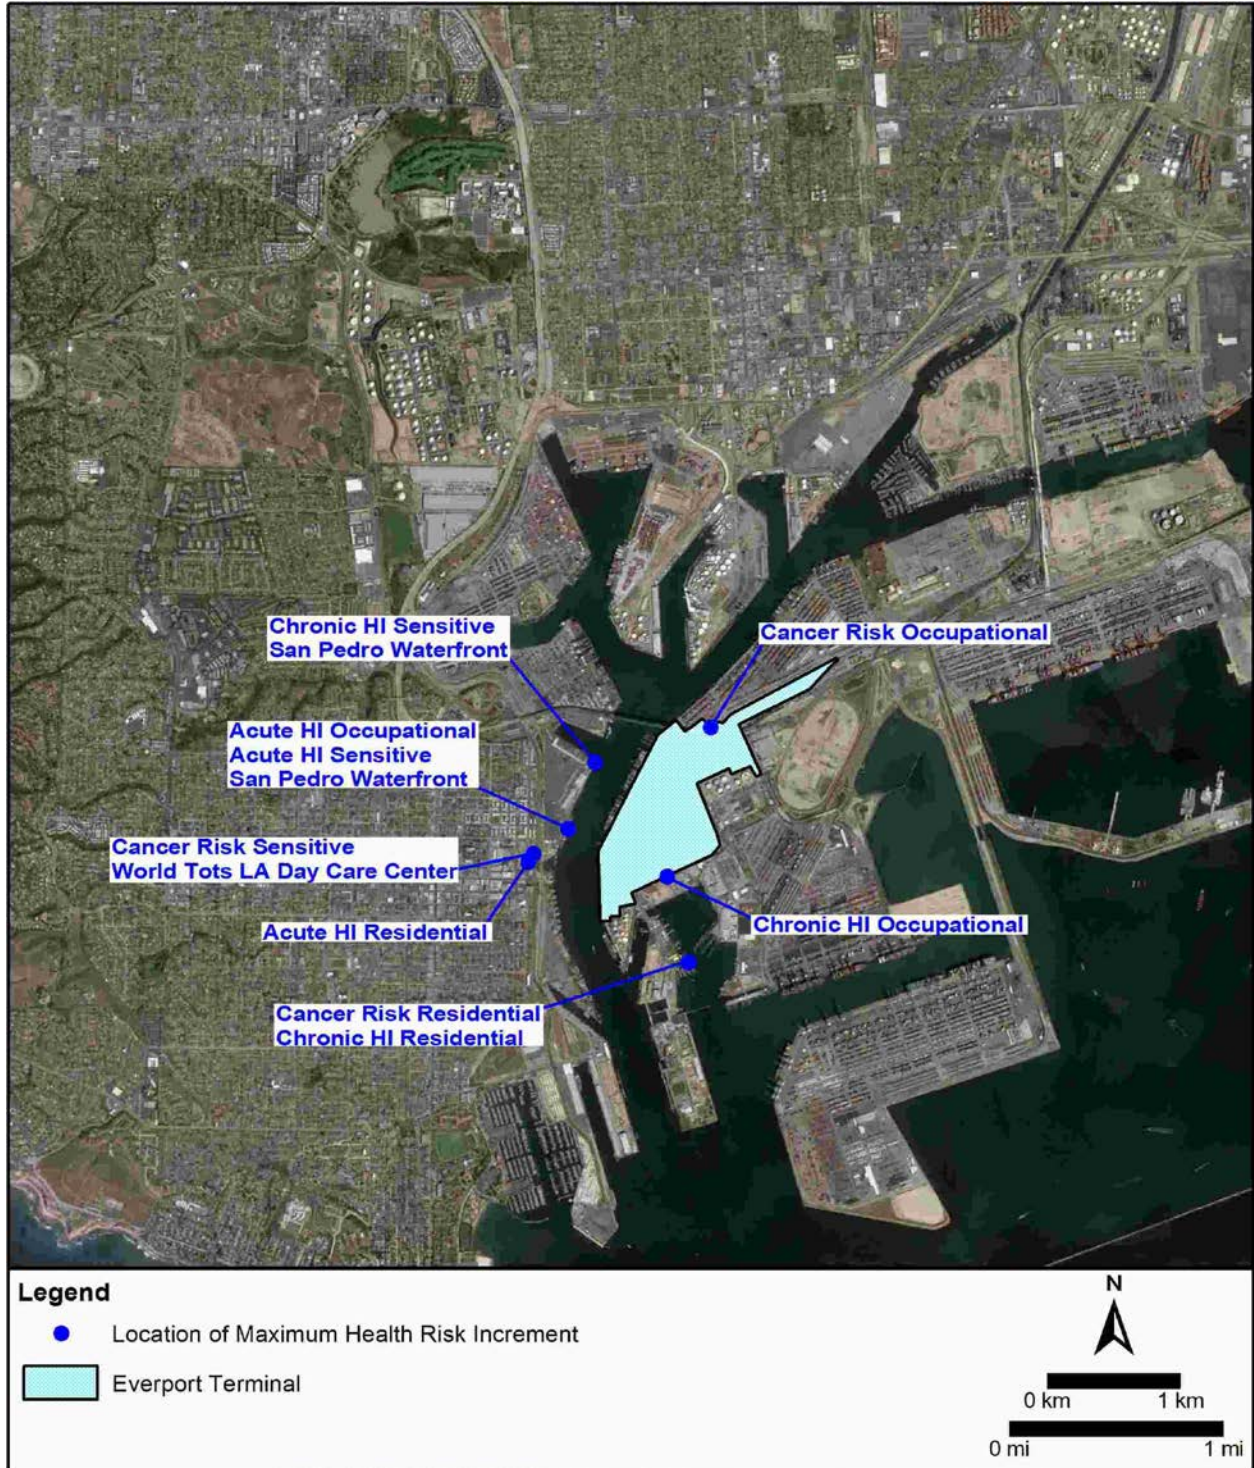 Chronic HI Sensitive
San Pedro Waterfront
Cancer Risk Occupational
Acute HI Occupational
Acute HI Sensitive
San Pedro Waterfront
Cancer Risk Sensitive
World Tots LA Day Care Center
Acute HI Residential
Chronic HI Occupational
Cancer Risk Residential
Chronic HI Residential
Legend
Location of Maximum Health Risk Increment
Everport Terminal
N
0 km 1 km
0 mi 1 mi